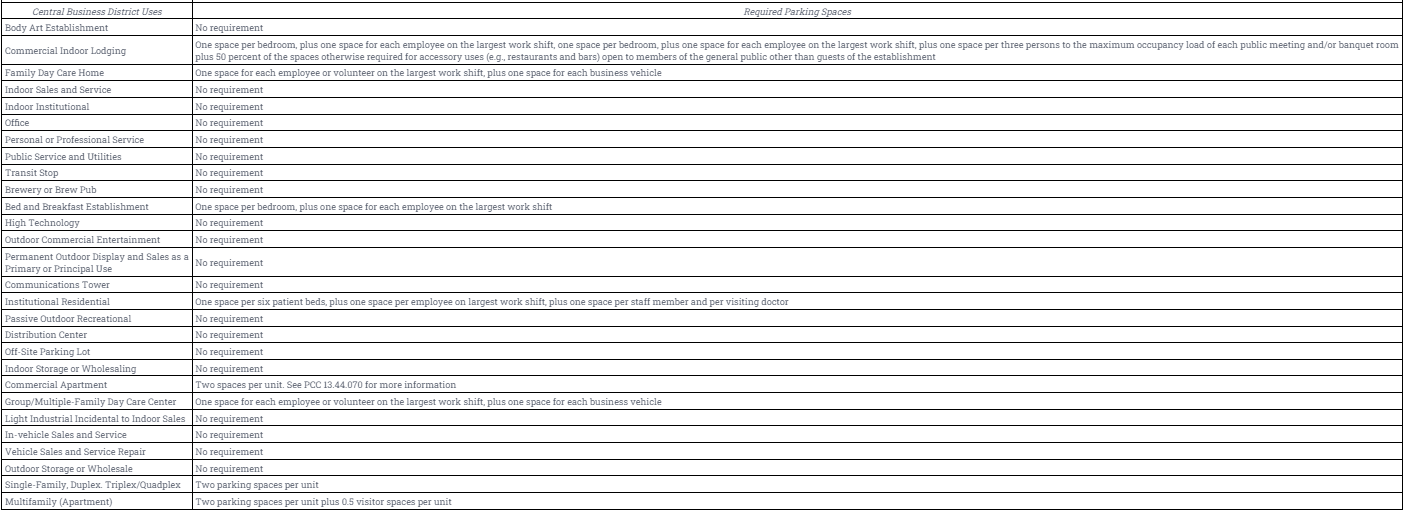 Central Business District Uses Required Parking Spaces
Body Art Establishment No requirement
Commercial Indoor Lodging One space per bedroom, plus one space for each employee on the largest work shift, one space per bedroom, plus one space for each employee on the largest work shift, plus one space per three persons to the maximum occupancy load of each public meeting and/or banquet room
plus 50 percent of the spaces otherwise required for accessory uses (e.g., restaurants and bars) open to members of the general public other than guests of the establishment
Family Day Care Home One space for each employee or volunteer on the largest work shift, plus one space for each business vehicle
Indoor Sales and Service No requirement
Indoor Institutional No requirement
Office No requirement
Personal or Professional Service No requirement
Public Service and Utilities No requirement
Transit Stop No requirement
Brewery or Brew Pub No requirement
Bed and Breakfast Establishment One space per bedroom, plus one space for each employee on the largest work shift
High Technology No requirement
Outdoor Commercial Entertainment No requirement
Permanent Outdoor Display and Sales as a
Primary or Principal Use No requirement
Communications Tower No requirement
Institutional Residential One space per six patient beds, plus one space per employee on largest work shift, plus one space per staff member and per visiting doctor
Passive Outdoor Recreational No requirement
Distribution Center No requirement
Off-Site Parking Lot No requirement
Indoor Storage or Wholesaling No requirement
Commercial Apartment Two spaces per unit. See PCC 13.44.070 for more information
Group/Multiple-Family Day Care Center One space for each employee or volunteer on the largest work shift, plus one space for each business vehicle
Light Industrial Incidental to Indoor Sales No requirement
In-vehicle Sales and Service No requirement
Vehicle Sales and Service Repair No requirement
Outdoor Storage or Wholesale No requirement
Single-Family, Duplex. Triplex/Quadplex Two parking spaces per unit
Multifamily (Apartment) Two parking spaces per unit plus 0.5 visitor spaces per unit